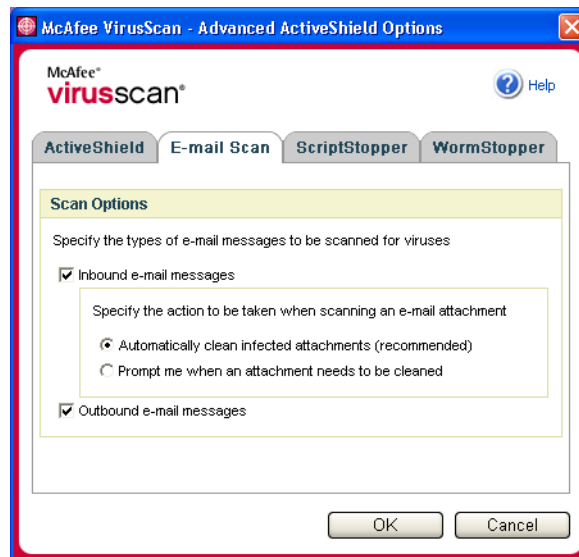 McAfee VirusScan - Advanced ActiveShield Options
McAfee®
virusscan®
? Help
ActiveShield E-mail Scan ScriptStopper WormStopper
Scan Options
Specify the types of e-mail messages to be scanned for viruses
Inbound e-mail messages
Specify the action to be taken when scanning an e-mail attachment
Automatically clean infected attachments (recommended)
Prompt me when an attachment needs to be cleaned
Outbound e-mail messages
OK Cancel